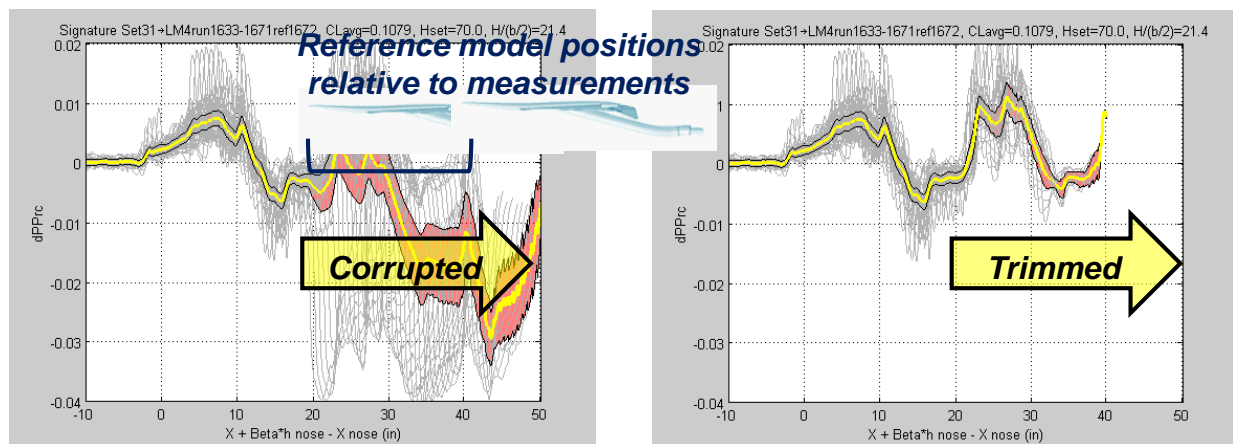 Signature Set31→LM4run1633-1671ref1672, CLavg=0.1079, Hset=70.0, H/(b/2)=21.4
Reference model positions
relative to measurements
0.02
0.01
0
-0.01
-0.02
-0.03
-0.04
dPPrc
Corrupted
-10 0 10 20 30 40 50
X + Beta*h nose - X nose (in)
Signature Set31→LM4run1633-1671ref1672, CLavg=0.1079, Hset=70.0, H/(b/2)=21.4
0.02
1
0
-0.01
-0.02
-0.03
-0.04
dPPrc
Trimmed
-10 0 10 20 30 40 50
X + Beta*h nose - X nose (in)